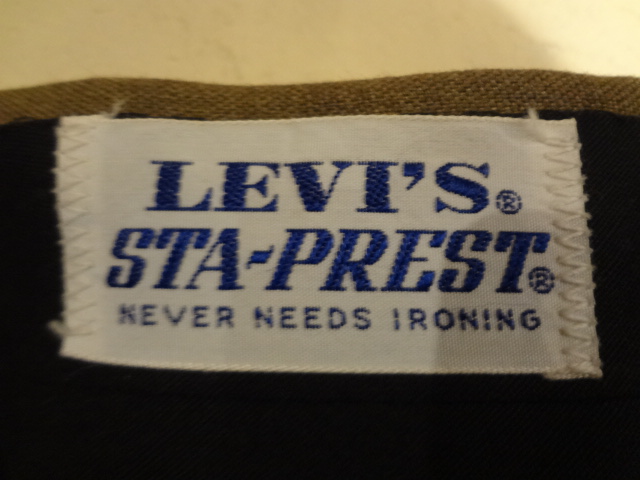 LEVI'S®
STA-PREST®
NEVER NEEDS IRONING